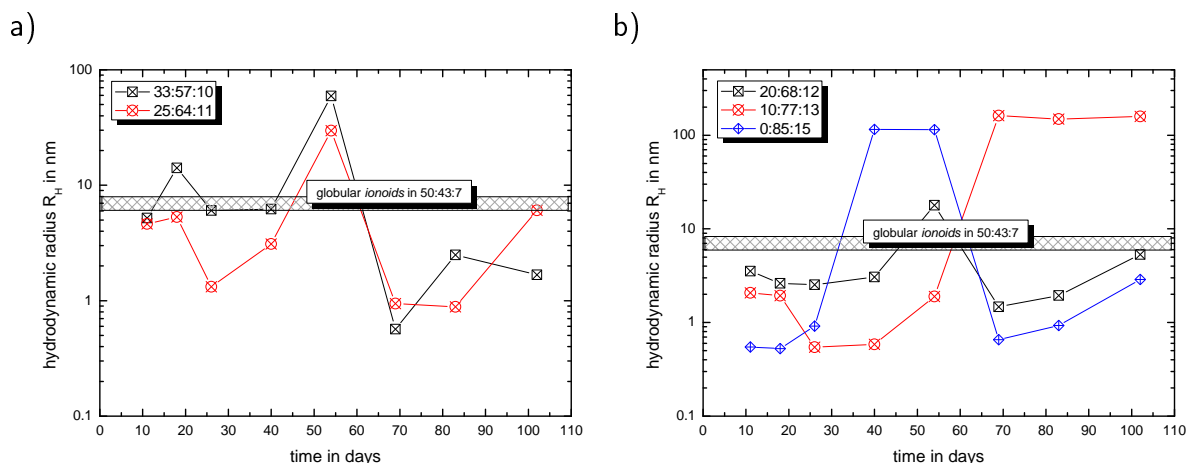 a)
hydrodynamic radius R_H in nm
100
10
1
0.1
33:57:10
25:64:11
globular ionoids in 50:43:7
0 10 20 30 40 50 60 70 80 90 100 110
time in days
b)
hydrodynamic radius R_H in nm
100
10
1
0.1
20:68:12
10:77:13
0:85:15
globular ionoids in 50:43:7
0 10 20 30 40 50 60 70 80 90 100 110
time in days